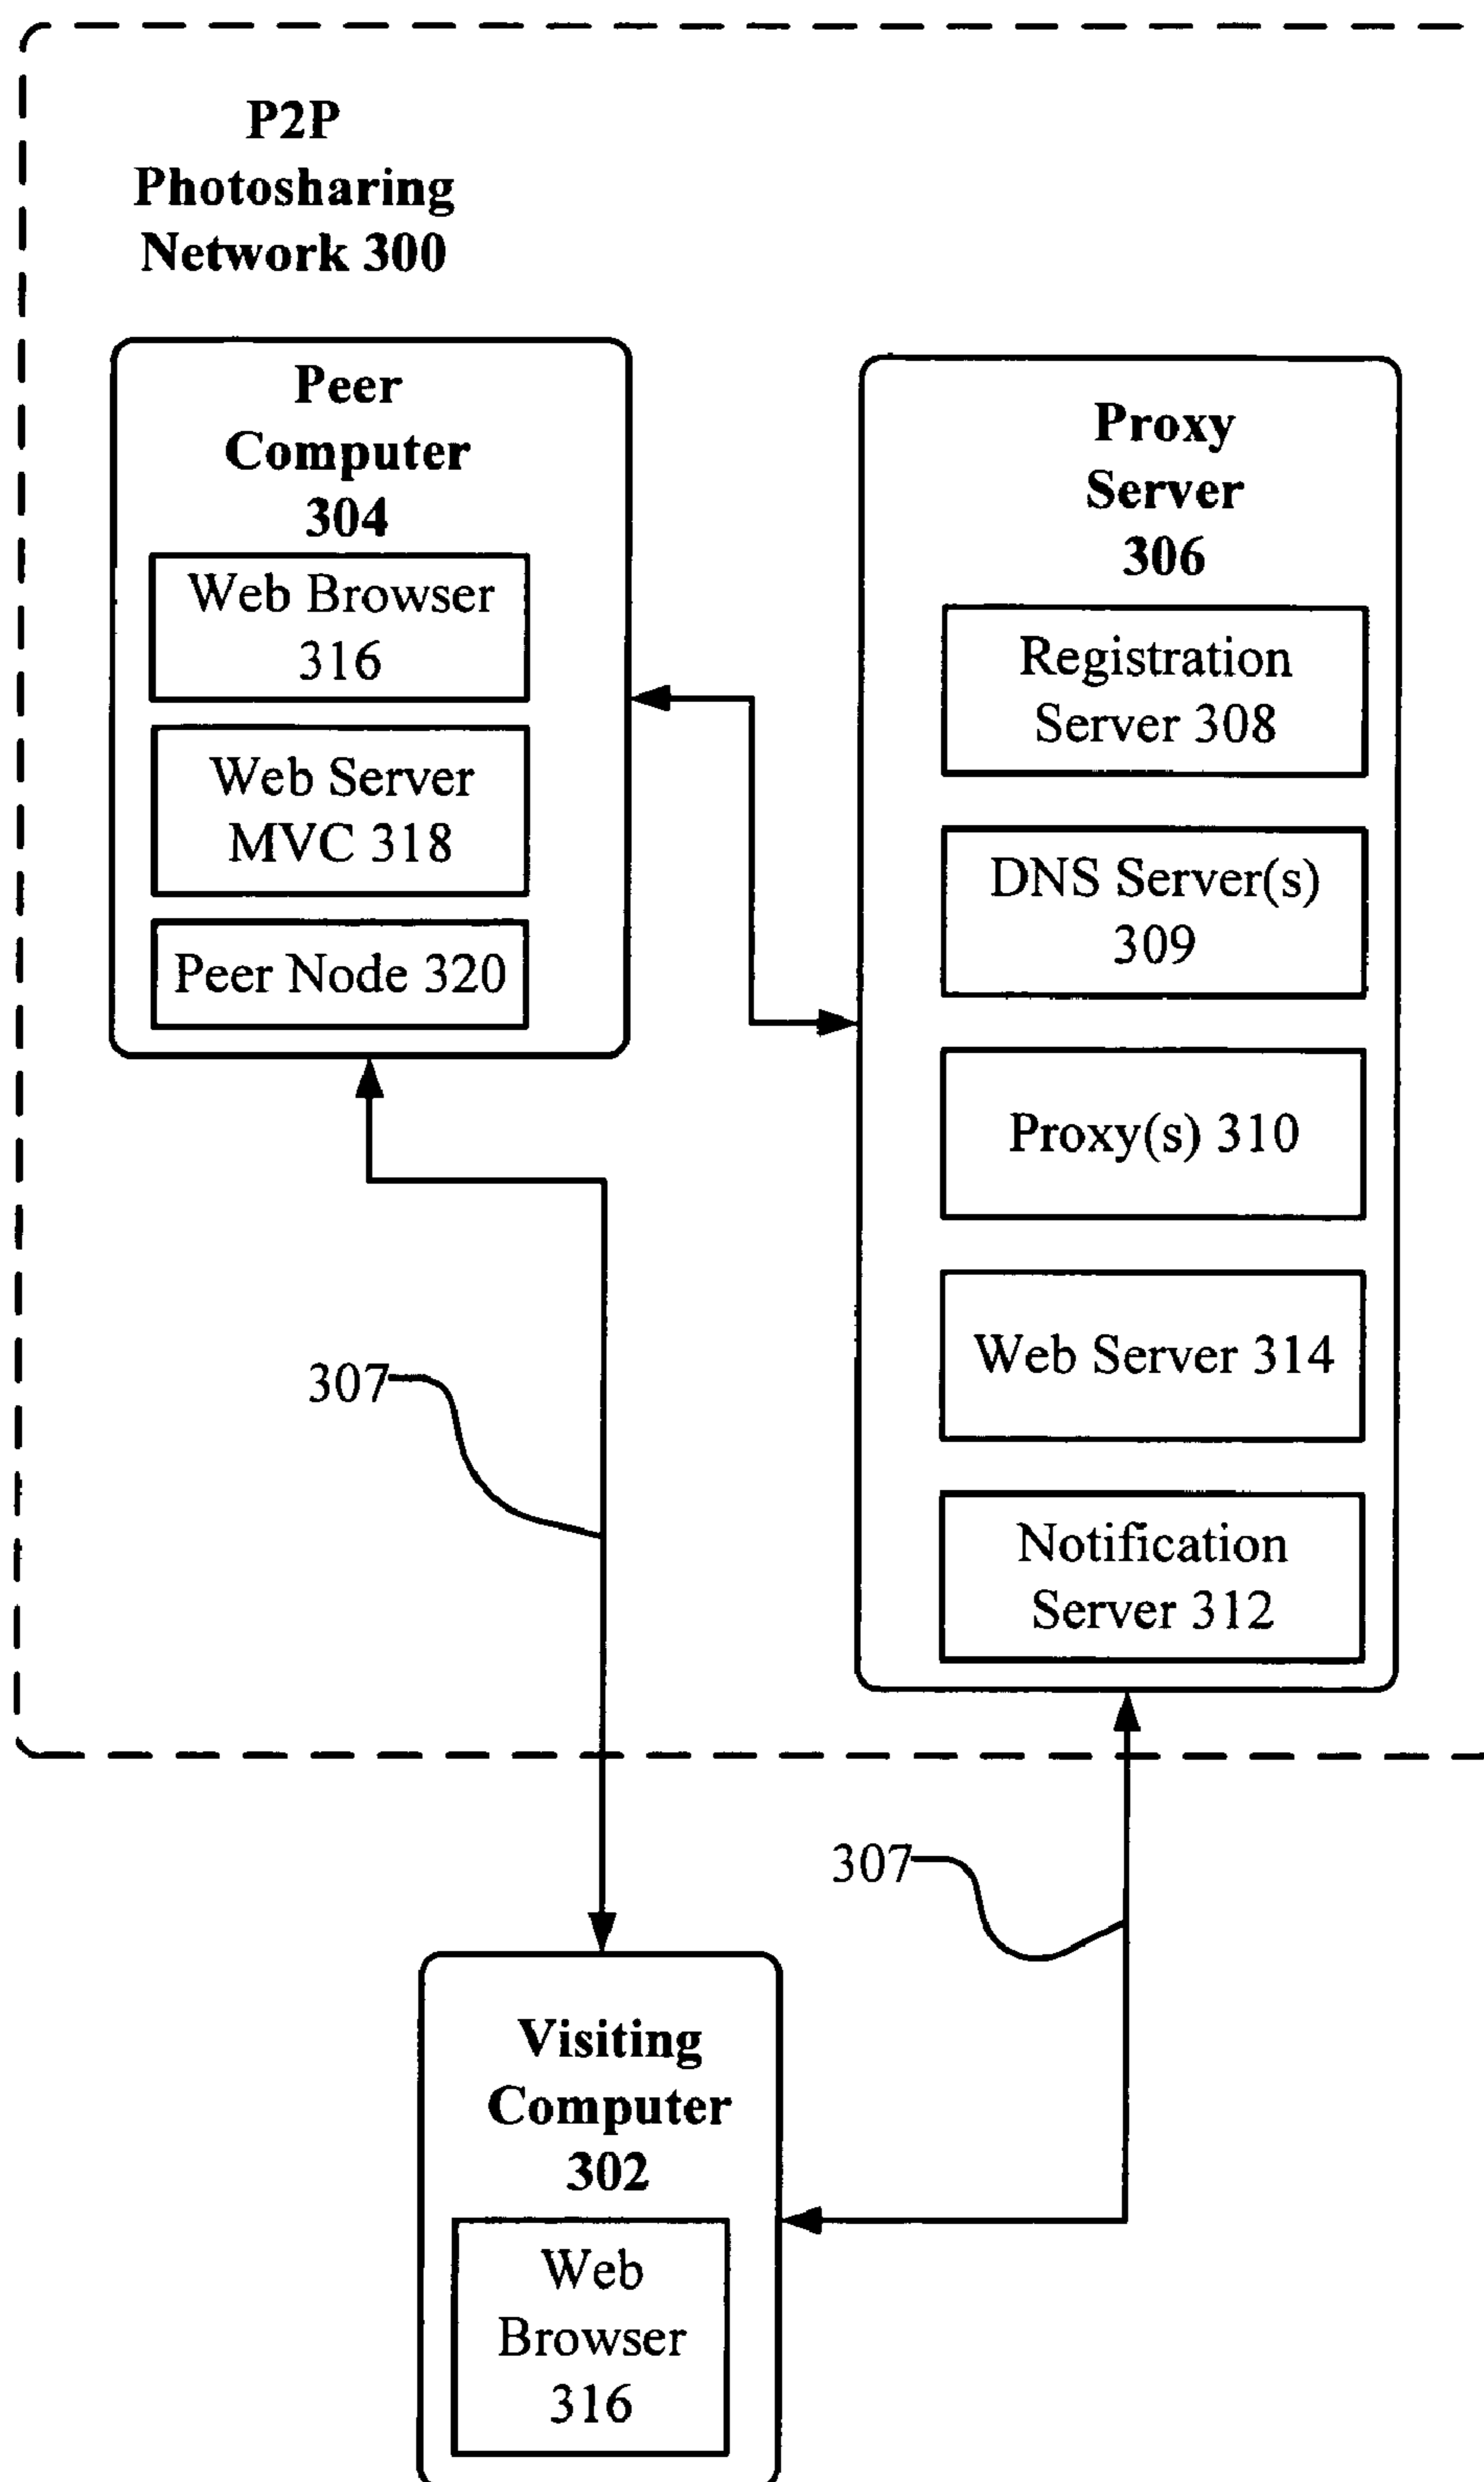 P2P
Photosharing
Network 300
Peer
Computer
304
Web Browser
316
Web Server
MVC 318
Peer Node 320
Proxy
Server
306
Registration
Server 308
DNS Server(s)
309
Proxy(s) 310
Web Server 314
Notification
Server 312
307
307
Visiting
Computer
302
Web
Browser
316